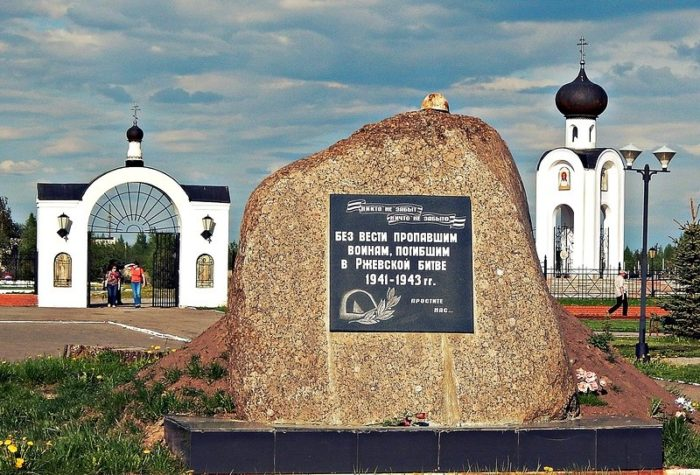 НИКТО НЕ ЗАБЫТ,
НИЧТО НЕ ЗАБЫТО
БЕЗ ВЕСТИ ПРОПАВШИМ
ВОИНАМ, ПОГИБШИМ
В РЖЕВСКОЙ БИТВЕ
1941-1943 гг.
ПРОСТИТЕ
НАС...